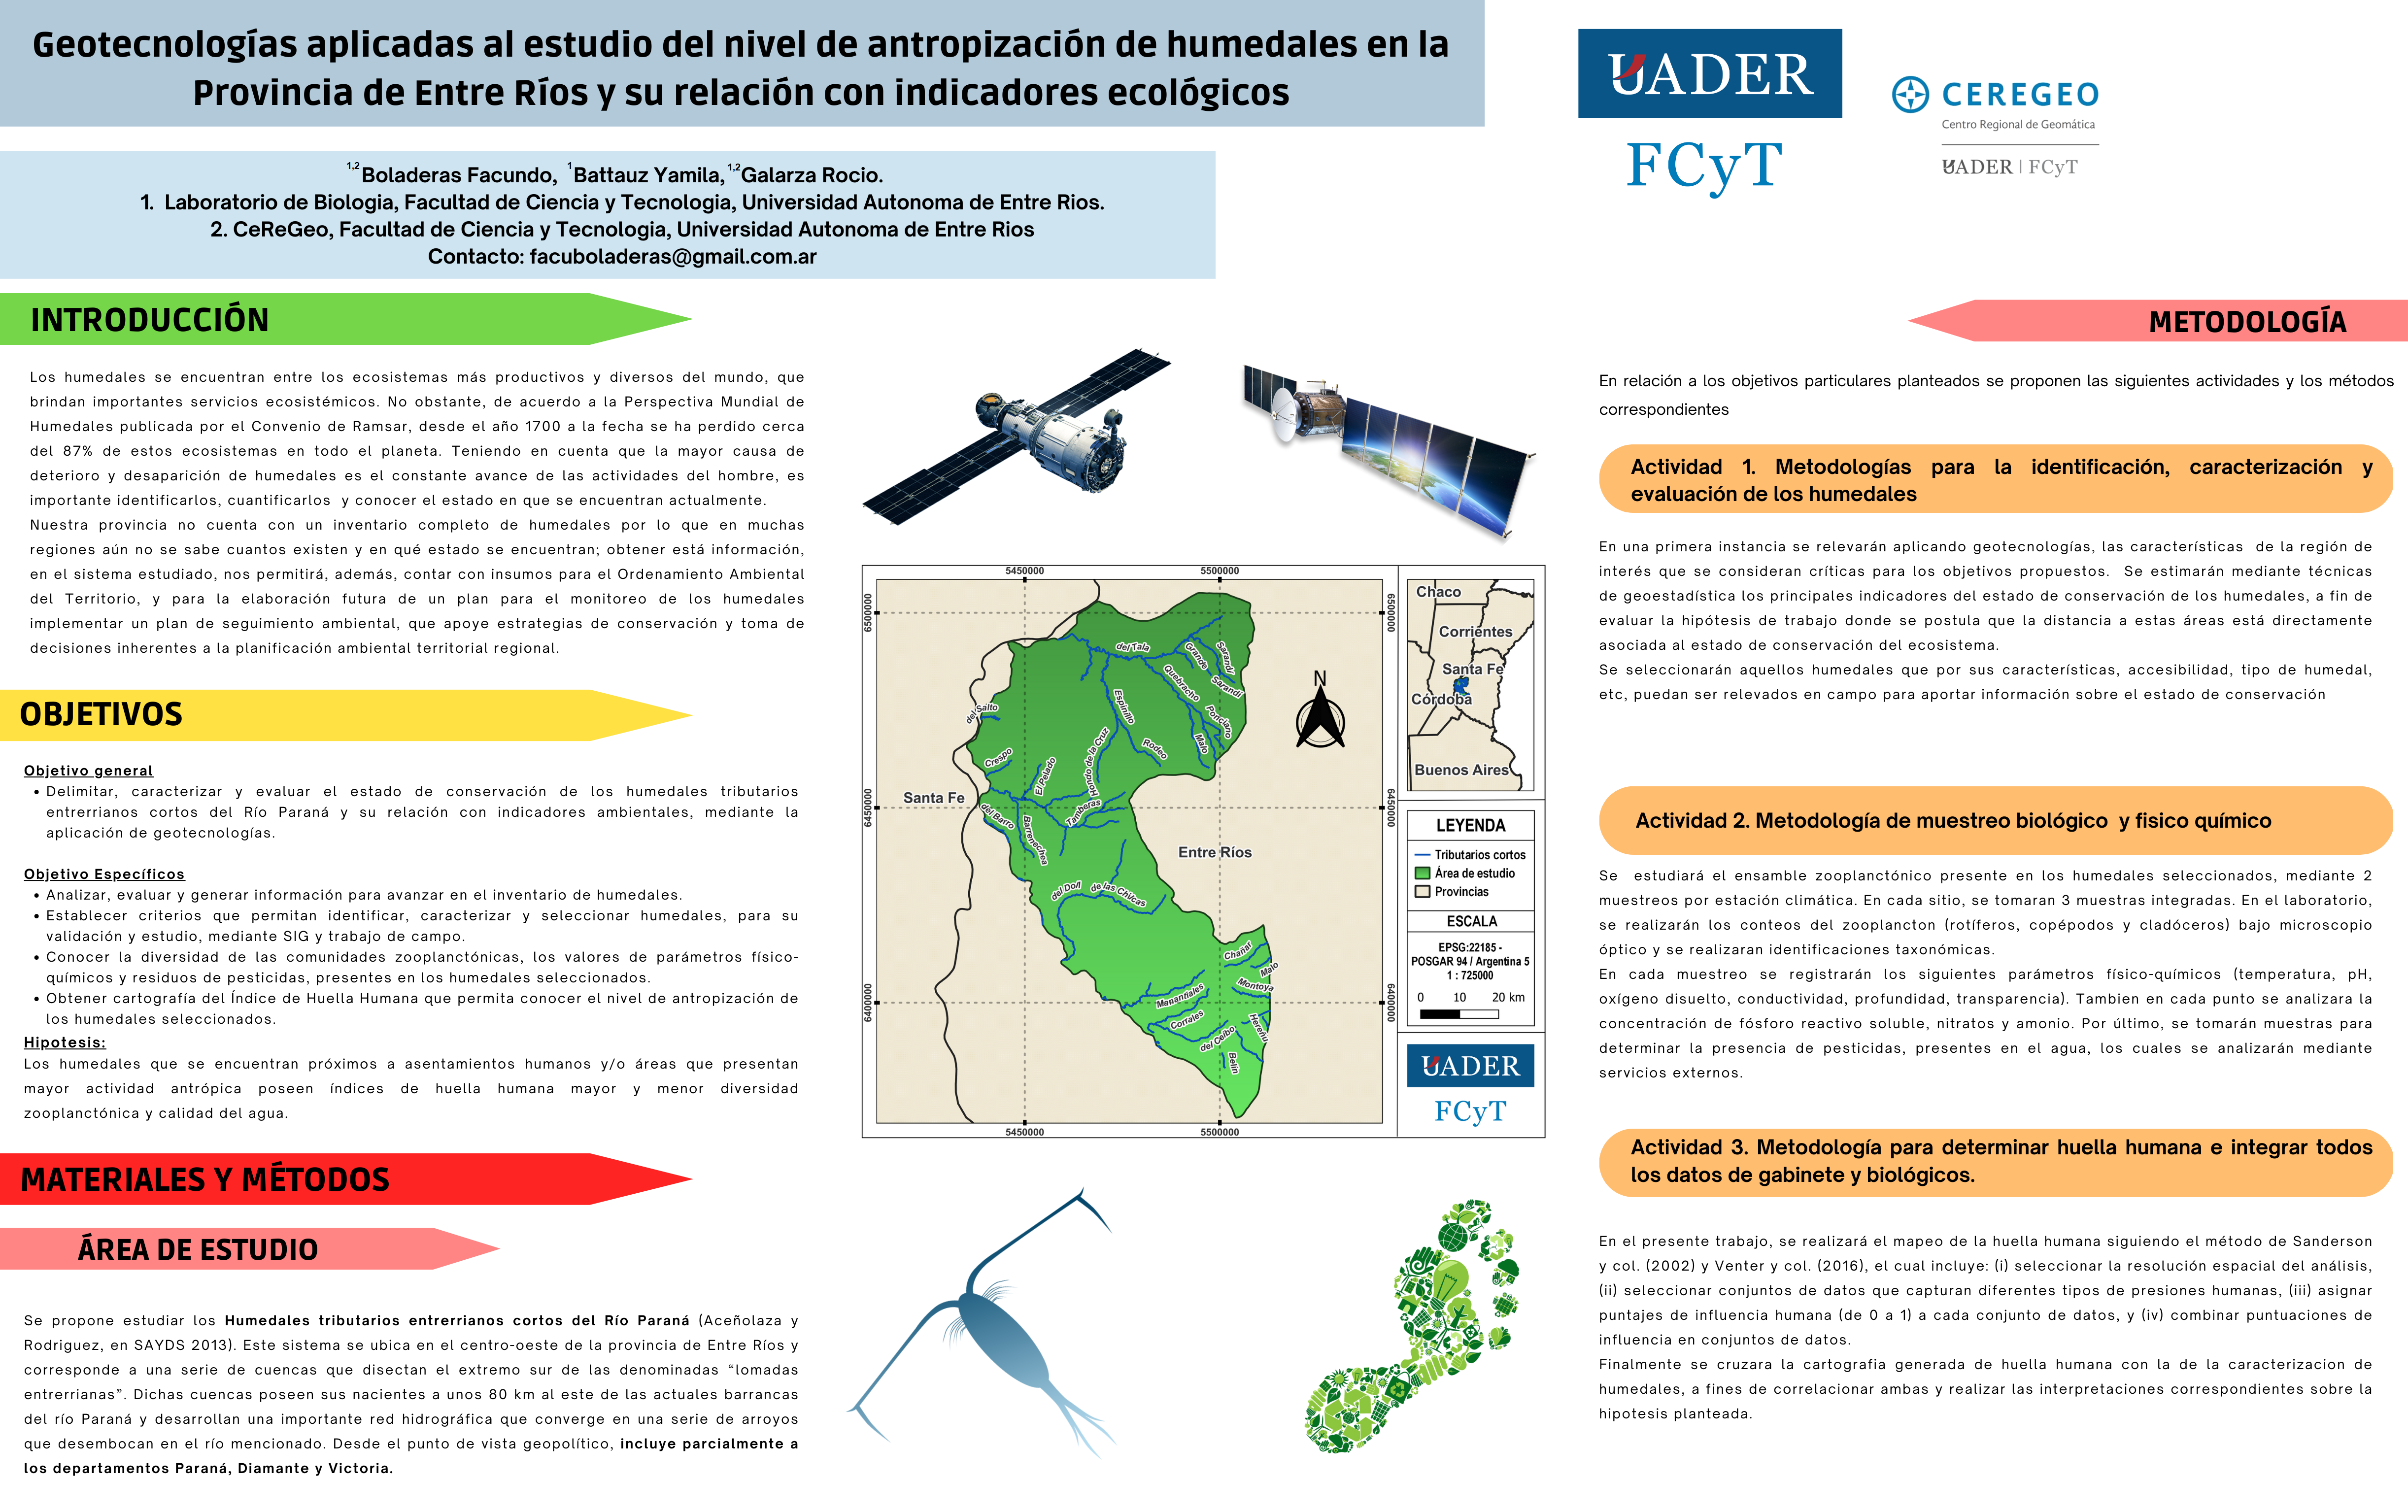 Geotecnologías aplicadas al estudio del nivel de antropización de humedales en la
Provincia de Entre Ríos y su relación con indicadores ecológicos
UADER
FCyT
CEREGEO
Centro Regional de Geomática
UADER | FCyT
1,2 Boladeras Facundo, 1 Battauz Yamila, 1,2 Galarza Rocio.
1. Laboratorio de Biologia, Facultad de Ciencia y Tecnologia, Universidad Autonoma de Entre Rios.
2. CeReGeo, Facultad de Ciencia y Tecnologia, Universidad Autonoma de Entre Rios
Contacto: facuboladeras@gmail.com.ar
INTRODUCCIÓN
Los humedales se encuentran entre los ecosistemas más productivos y diversos del mundo, que
brindan importantes servicios ecosistémicos. No obstante, de acuerdo a la Perspectiva Mundial de
Humedales publicada por el Convenio de Ramsar, desde el año 1700 a la fecha se ha perdido cerca
del 87% de estos ecosistemas en todo el planeta. Teniendo en cuenta que la mayor causa de
deterioro y desaparición de humedales es el constante avance de las actividades del hombre, es
importante identificarlos, cuantificarlos y conocer el estado en que se encuentran actualmente.
Nuestra provincia no cuenta con un inventario completo de humedales por lo que en muchas
regiones aún no se sabe cuantos existen y en qué estado se encuentran; obtener está información,
en el sistema estudiado, nos permitirá, además, contar con insumos para el Ordenamiento Ambiental
del Territorio, y para la elaboración futura de un plan para el monitoreo de los humedales
implementar un plan de seguimiento ambiental, que apoye estrategias de conservación y toma de
decisiones inherentes a la planificación ambiental territorial regional.
OBJETIVOS
Objetivo general
• Delimitar, caracterizar y evaluar el estado de conservación de los humedales tributarios
entrerrianos cortos del Río Paraná y su relación con indicadores ambientales, mediante la
aplicación de geotecnologías.
Objetivo Específicos
• Analizar, evaluar y generar información para avanzar en el inventario de humedales.
• Establecer criterios que permitan identificar, caracterizar y seleccionar humedales, para su
validación y estudio, mediante SIG y trabajo de campo.
• Conocer la diversidad de las comunidades zooplanctónicas, los valores de parámetros físico-
químicos y residuos de pesticidas, presentes en los humedales seleccionados.
• Obtener cartografía del Índice de Huella Humana que permita conocer el nivel de antropización de
los humedales seleccionados.
Hipotesis:
Los humedales que se encuentran próximos a asentamientos humanos y/o áreas que presentan
mayor actividad antrópica poseen índices de huella humana mayor y menor diversidad
zooplanctónica y calidad del agua.
MATERIALES Y MÉTODOS
ÁREA DE ESTUDIO
Se propone estudiar los Humedales tributarios entrerrianos cortos del Río Paraná (Aceñolaza y
Rodriguez, en SAYDS 2013). Este sistema se ubica en el centro-oeste de la provincia de Entre Ríos y
corresponde a una serie de cuencas que disectan el extremo sur de las denominadas “lomadas
entrerrianas”. Dichas cuencas poseen sus nacientes a unos 80 km al este de las actuales barrancas
del río Paraná y desarrollan una importante red hidrográfica que converge en una serie de arroyos
que desembocan en el río mencionado. Desde el punto de vista geopolítico, incluye parcialmente a
los departamentos Paraná, Diamante y Victoria.
5450000
5500000
6500000
6450000
6400000
6500000
6450000
6400000
5450000
5500000
del Tala
Grande
Sarandí
Sarandí
Quebracho
Espinillo
Ponciano
Malo
Rodeo
del Salto
Crespo
El Pelado
Hondo de la Cruz
Tamberas
del Barro
Barrenechea
del Doll
de las Chilcas
Chañar
Malo
Montoya
Manantiales
Corrales
del Ceibo
Hereñu
Belin
Santa Fe
Entre Ríos
N
Chaco
Corrientes
Santa Fe
Córdoba
Buenos Aires
LEYENDA
Tributarios cortos
Área de estudio
Provincias
ESCALA
EPSG:22185 -
POSGAR 94 / Argentina 5
1 : 725000
0 10 20 km
UADER
FCyT
METODOLOGÍA
En relación a los objetivos particulares planteados se proponen las siguientes actividades y los métodos
correspondientes
Actividad 1. Metodologías para la identificación, caracterización y
evaluación de los humedales
En una primera instancia se relevarán aplicando geotecnologías, las características de la región de
interés que se consideran críticas para los objetivos propuestos. Se estimarán mediante técnicas
de geoestadística los principales indicadores del estado de conservación de los humedales, a fin de
evaluar la hipótesis de trabajo donde se postula que la distancia a estas áreas está directamente
asociada al estado de conservación del ecosistema.
Se seleccionarán aquellos humedales que por sus características, accesibilidad, tipo de humedal,
etc, puedan ser relevados en campo para aportar información sobre el estado de conservación
Actividad 2. Metodología de muestreo biológico y fisico químico
Se estudiará el ensamble zooplanctónico presente en los humedales seleccionados, mediante 2
muestreos por estación climática. En cada sitio, se tomaran 3 muestras integradas. En el laboratorio,
se realizarán los conteos del zooplancton (rotíferos, copépodos y cladóceros) bajo microscopio
óptico y se realizaran identificaciones taxonómicas.
En cada muestreo se registrarán los siguientes parámetros físico-químicos (temperatura, pH,
oxígeno disuelto, conductividad, profundidad, transparencia). Tambien en cada punto se analizara la
concentración de fósforo reactivo soluble, nitratos y amonio. Por último, se tomarán muestras para
determinar la presencia de pesticidas, presentes en el agua, los cuales se analizarán mediante
servicios externos.
Actividad 3. Metodología para determinar huella humana e integrar todos
los datos de gabinete y biológicos.
En el presente trabajo, se realizará el mapeo de la huella humana siguiendo el método de Sanderson
y col. (2002) y Venter y col. (2016), el cual incluye: (i) seleccionar la resolución espacial del análisis,
(ii) seleccionar conjuntos de datos que capturan diferentes tipos de presiones humanas, (iii) asignar
puntajes de influencia humana (de 0 a 1) a cada conjunto de datos, y (iv) combinar puntuaciones de
influencia en conjuntos de datos.
Finalmente se cruzara la cartografia generada de huella humana con la de la caracterizacion de
humedales, a fines de correlacionar ambas y realizar las interpretaciones correspondientes sobre la
hipotesis planteada.